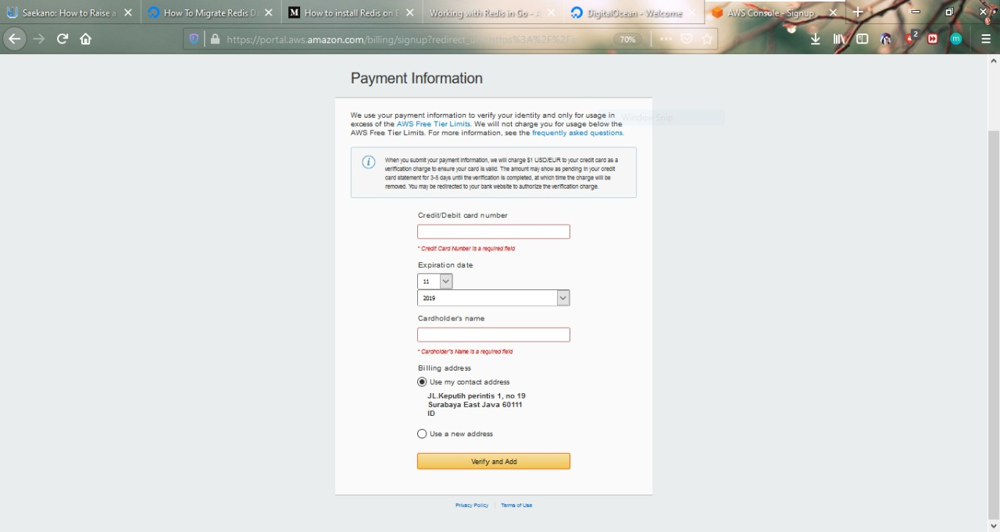 Saekano: How to Raise a
How To Migrate Redis Da
How to install Redis on E
Working with Redis in Go - A
DigitalOcean - Welcome
AWS Console - Signup
https://portal.aws.amazon.com/billing/signup?redirect_url=https%3A%2F%2F
70%
2
m
Payment Information
We use your payment information to verify your identity and only for usage in
excess of the AWS Free Tier Limits. We will not charge you for usage below the
AWS Free Tier Limits. For more information, see the frequently asked questions.
Window Snip
When you submit your payment information, we will charge $1 USD/EUR to your credit card as a
verification charge to ensure your card is valid. The amount may show as pending in your credit
card statement for 3-5 days until the verification is completed, at which time the charge will be
removed. You may be redirected to your bank website to authorize the verification charge.
Credit/Debit card number
* Credit Card Number is a required field
Expiration date
11
2019
Cardholder's name
* Cardholder's Name is a required field
Billing address
Use my contact address
JL.Keputih perintis 1, no 19
Surabaya East Java 60111
ID
Use a new address
Verify and Add
Privacy Policy
Terms of Use